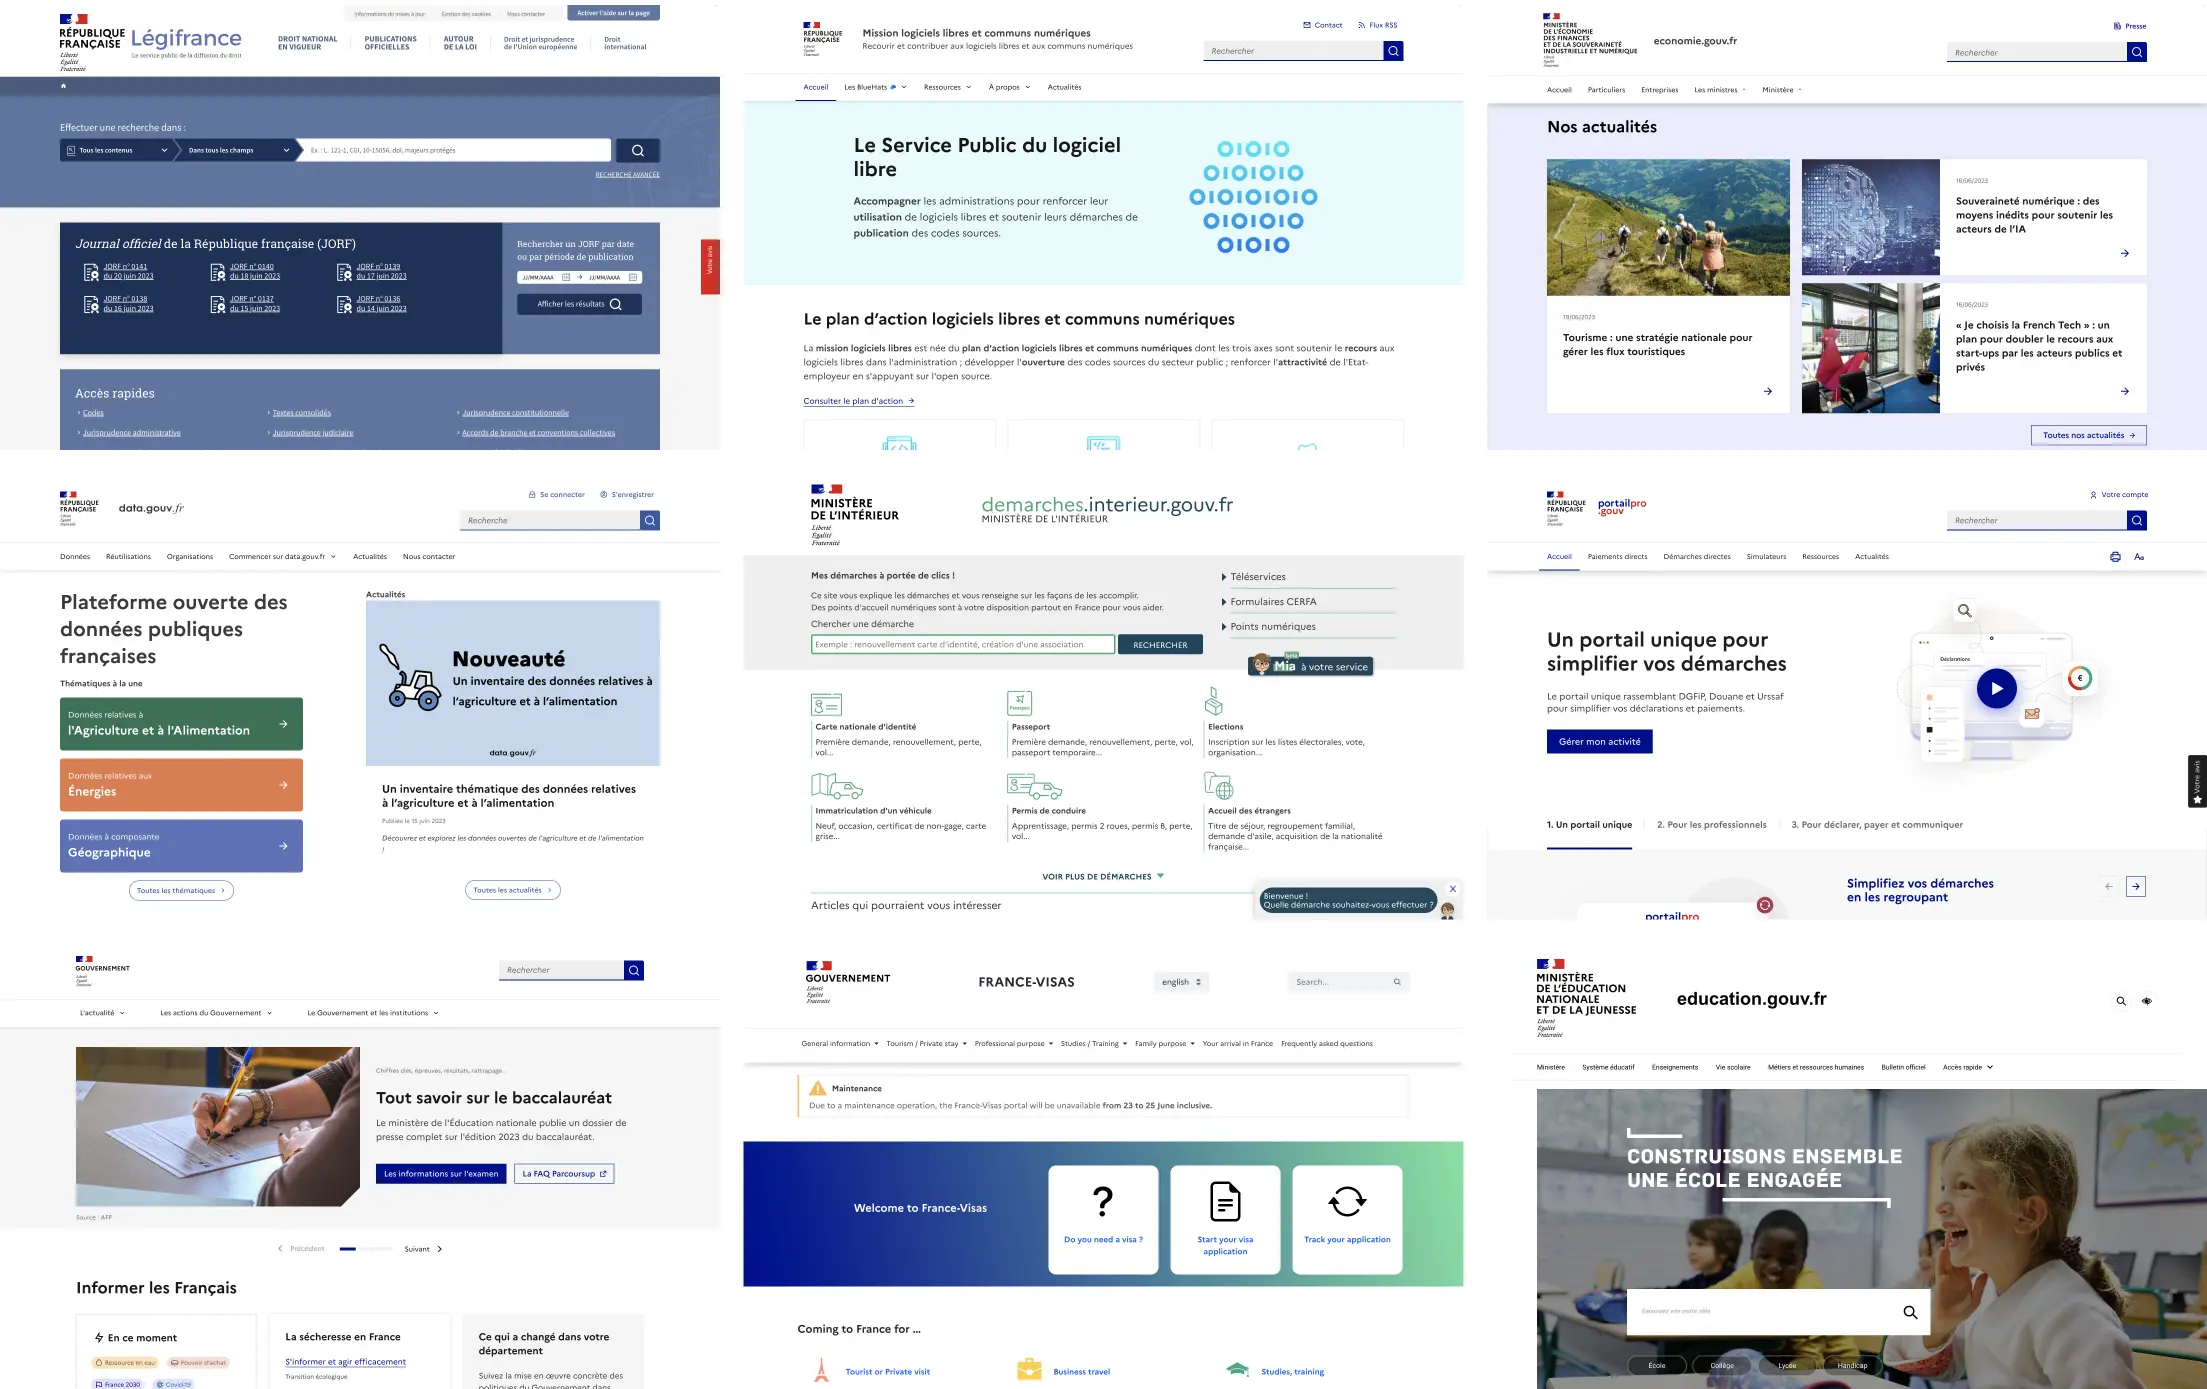 Informations de mises à jour
Gestion des cookies
Nous contacter
Activer l'aide sur la page
RÉPUBLIQUE
FRANÇAISE
Liberté
Égalité
Fraternité
Légifrance
Le service public de la diffusion du droit
DROIT NATIONAL
EN VIGUEUR
PUBLICATIONS
OFFICIELLES
AUTOUR
DE LA LOI
Droit et jurisprudence
de l'Union européenne
Droit
international
Effectuer une recherche dans :
Tous les contenus
Dans tous les champs
Ex. : L. 121-1, CGI, 10-15056, dol, majeurs protégés
RECHERCHE AVANCÉE
Journal officiel de la République française (JORF)
JORF n° 0141
du 20 juin 2023
JORF n° 0140
du 18 juin 2023
JORF n° 0139
du 17 juin 2023
JORF n° 0138
du 16 juin 2023
JORF n° 0137
du 15 juin 2023
JORF n° 0136
du 14 juin 2023
Rechercher un JORF par date
ou par période de publication
JJ/MM/AAAA
JJ/MM/AAAA
Afficher les résultats
Votre avis
Accès rapides
Codes
Textes consolidés
Jurisprudence constitutionnelle
Jurisprudence administrative
Jurisprudence judiciaire
Accords de branche et conventions collectives
RÉPUBLIQUE
FRANÇAISE
Liberté
Égalité
Fraternité
Mission logiciels libres et communs numériques
Recourir et contribuer aux logiciels libres et aux communs numériques
Contact
Flux RSS
Rechercher
Accueil
Les BlueHats
Ressources
À propos
Actualités
Le Service Public du logiciel
libre
Accompagner les administrations pour renforcer leur
utilisation de logiciels libres et soutenir leurs démarches de
publication des codes sources.
Le plan d'action logiciels libres et communs numériques
La mission logiciels libres est née du plan d'action logiciels libres et communs numériques dont les trois axes sont soutenir le recours aux
logiciels libres dans l'administration ; développer l'ouverture des codes sources du secteur public ; renforcer l'attractivité de l'Etat-
employeur en s'appuyant sur l'open source.
Consulter le plan d'action
MINISTÈRE
DE L'ÉCONOMIE
DES FINANCES
ET DE LA SOUVERAINETÉ
INDUSTRIELLE ET NUMÉRIQUE
Liberté
Égalité
Fraternité
economie.gouv.fr
Presse
Rechercher
Accueil
Particuliers
Entreprises
Les ministres
Ministère
Nos actualités
19/06/2023
Tourisme : une stratégie nationale pour
gérer les flux touristiques
16/06/2023
Souveraineté numérique : des
moyens inédits pour soutenir les
acteurs de l'IA
16/06/2023
« Je choisis la French Tech » : un
plan pour doubler le recours aux
start-ups par les acteurs publics et
privés
Toutes nos actualités
RÉPUBLIQUE
FRANÇAISE
Liberté
Égalité
Fraternité
data.gouv.fr
Se connecter
S'enregistrer
Recherche
Données
Réutilisations
Organisations
Commencer sur data.gouv.fr
Actualités
Nous contacter
Plateforme ouverte des
données publiques
françaises
Thématiques à la une
Données relatives à
l'Agriculture et à l'Alimentation
Données relatives aux
Énergies
Données à composante
Géographique
Toutes les thématiques
Actualités
Nouveauté
Un inventaire des données relatives à
l'agriculture et à l'alimentation
data.gouv.fr
Un inventaire thématique des données relatives
à l'agriculture et à l'alimentation
Publiée le 15 juin 2023
Découvrez et explorez les données ouvertes de l'agriculture et de l'alimentation
!
Toutes les actualités
MINISTÈRE
DE L'INTÉRIEUR
Liberté
Égalité
Fraternité
demarches.interieur.gouv.fr
MINISTÈRE DE L'INTÉRIEUR
Mes démarches à portée de clics !
Ce site vous explique les démarches et vous renseigne sur les façons de les accomplir.
Des points d'accueil numériques sont à votre disposition partout en France pour vous aider.
Chercher une démarche
Exemple : renouvellement carte d'identité, création d'une association
RECHERCHER
Téléservices
Formulaires CERFA
Points numériques
bêta
Mia à votre service
Carte nationale d'identité
Première demande, renouvellement, perte,
vol...
Passeport
Passeport
Première demande, renouvellement, perte, vol,
passeport temporaire...
Elections
Inscription sur les listes électorales, vote,
organisation...
Immatriculation d'un véhicule
Neuf, occasion, certificat de non-gage, carte
grise...
Permis de conduire
Apprentissage, permis 2 roues, permis B, perte,
vol...
Accueil des étrangers
Titre de séjour, regroupement familial,
demande d'asile, acquisition de la nationalité
française...
VOIR PLUS DE DÉMARCHES
Articles qui pourraient vous intéresser
X
Bienvenue !
Quelle démarche souhaitez-vous effectuer ?
RÉPUBLIQUE
FRANÇAISE
Liberté
Égalité
Fraternité
portailpro
.gouv
Votre compte
Rechercher
Accueil
Paiements directs
Démarches directes
Simulateurs
Ressources
Actualités
Un portail unique pour
simplifier vos démarches
Le portail unique rassemblant DGFiP, Douane et Urssaf
pour simplifier vos déclarations et paiements.
Gérer mon activité
Déclarations
€
Votre avis
1. Un portail unique
2. Pour les professionnels
3. Pour déclarer, payer et communiquer
Simplifiez vos démarches
en les regroupant
portailpro
GOUVERNEMENT
Liberté
Égalité
Fraternité
Rechercher
L'actualité
Les actions du Gouvernement
Le Gouvernement et les institutions
Chiffres clés, épreuves, résultats, rattrapage...
Tout savoir sur le baccalauréat
Le ministère de l'Éducation nationale publie un dossier de
presse complet sur l'édition 2023 du baccalauréat.
Les informations sur l'examen
La FAQ Parcoursup
Source : AFP
Précédent
Suivant
Informer les Français
En ce moment
Ressource en eau
Pouvoir d'achat
France 2030
Covid-19
La sécheresse en France
S'informer et agir efficacement
Transition écologique
Ce qui a changé dans votre
département
Suivez la mise en œuvre concrète des
politiques du Gouvernement dans
GOUVERNEMENT
Liberté
Égalité
Fraternité
FRANCE-VISAS
english
Search...
General information
Tourism / Private stay
Professional purpose
Studies / Training
Family purpose
Your arrival in France
Frequently asked questions
Maintenance
Due to a maintenance operation, the France-Visas portal will be unavailable from 23 to 25 June inclusive.
Welcome to France-Visas
?
Do you need a visa ?
Start your visa
application
Track your application
Coming to France for ...
Tourist or Private visit
Business travel
Studies, training
MINISTÈRE
DE L'ÉDUCATION
NATIONALE
ET DE LA JEUNESSE
Liberté
Égalité
Fraternité
education.gouv.fr
Ministère
Système éducatif
Enseignements
Vie scolaire
Métiers et ressources humaines
Bulletin officiel
Accès rapide
CONSTRUISONS ENSEMBLE
UNE ÉCOLE ENGAGÉE
Saisissez vos mots clés
École
Collège
Lycée
Handicap